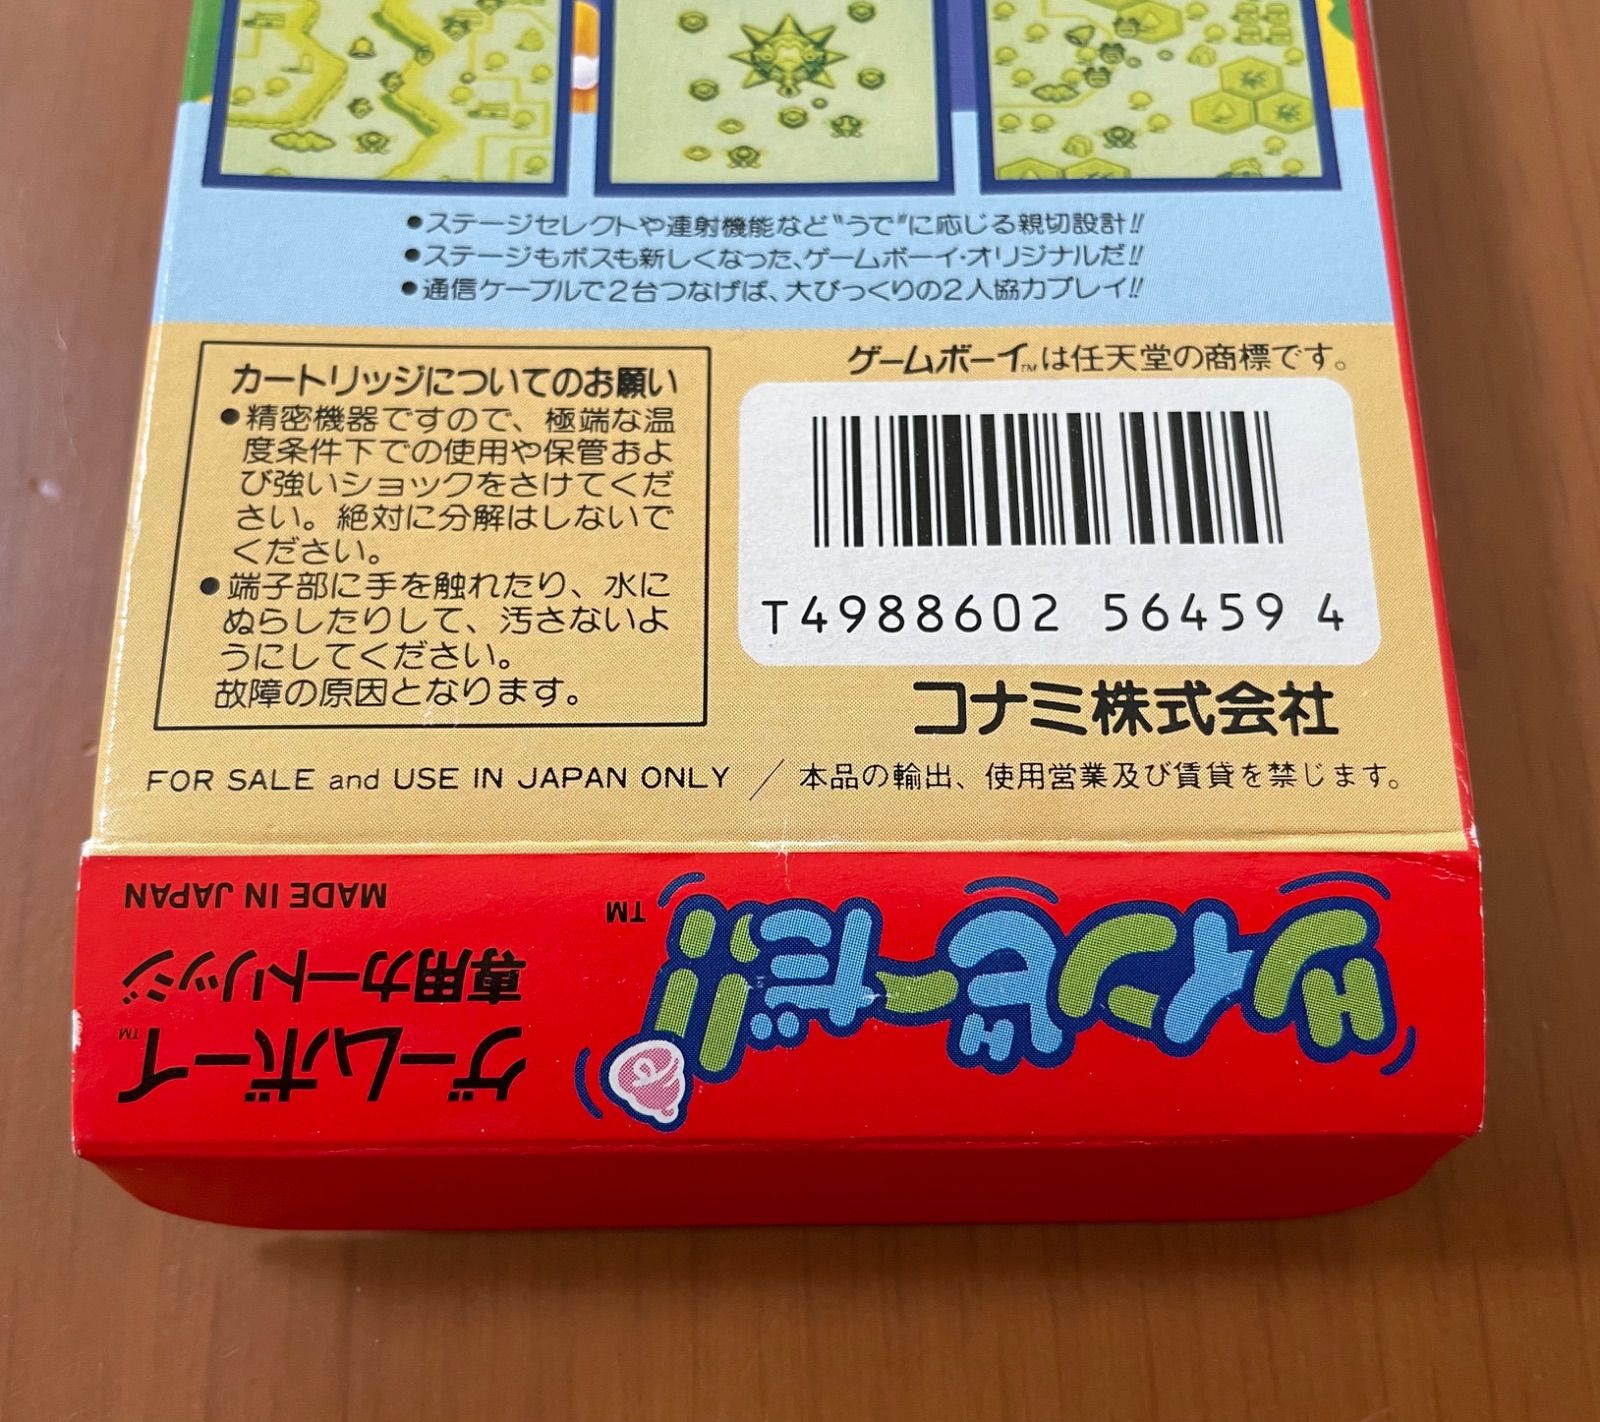 ●ステージセレクトや連射機能など“うで”に応じる親切設計!!
●ステージもボスも新しくなった、ゲームボーイ・オリジナルだ!!
●通信ケーブルで2台つなげば、大びっくりの2人協力プレイ!!
カートリッジについてのお願い
●精密機器ですので、極端な温
度条件下での使用や保管およ
び強いショックをさけてくだ
さい。絶対に分解はしないで
ください。
●端子部に手を触れたり、水に
ぬらしたりして、汚さないよ
うにしてください。
故障の原因となります。
ゲームボーイ™は任天堂の商標です。
T4988602 56459 4
コナミ株式会社
FOR SALE and USE IN JAPAN ONLY / 本品の輸出、使用営業及び賃貸を禁じます。
ツインビーだ!!™
ゲームボーイ™
専用カートリッジ
MADE IN JAPAN